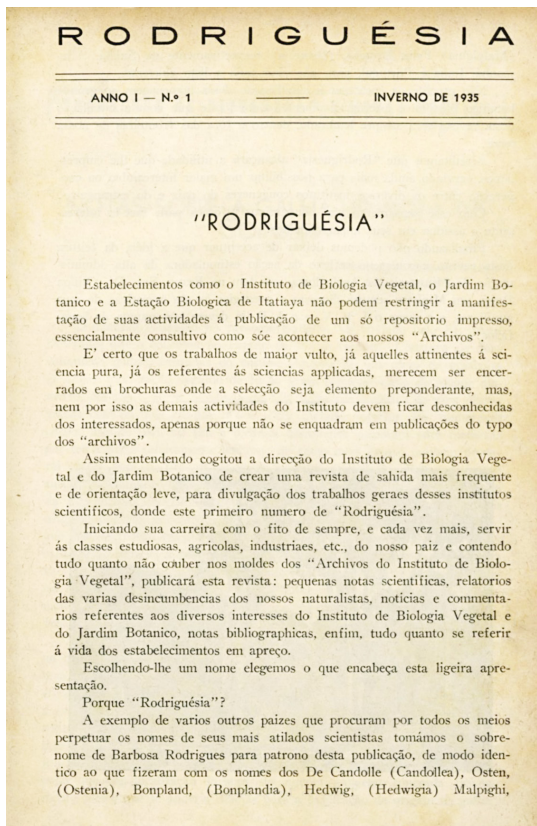 RODRIGUÉSIA
ANNO I — N.º 1 ——— INVERNO DE 1935
"RODRIGUÉSIA"
Estabelecimentos como o Instituto de Biologia Vegetal, o Jardim Bo-
tanico e a Estação Biologica de Itatiaya não podem restringir a manifes-
tação de suas actividades á publicação de um só repositorio impresso,
essencialmente consultivo como sóe acontecer aos nossos "Archivos".
E' certo que os trabalhos de maior vulto, já aquelles attinentes á sci-
encia pura, já os referentes ás sciencias applicadas, merecem ser encer-
rados em brochuras onde a selecção seja elemento preponderante, mas,
nem por isso as demais actividades do Instituto devem ficar desconhecidas
dos interessados, apenas porque não se enquadram em publicações do typo
dos "archivos".
Assim entendendo cogitou a direcção do Instituto de Biologia Vege-
tal e do Jardim Botanico de crear uma revista de sahida mais frequente
e de orientação leve, para divulgação dos trabalhos geraes desses institutos
scientificos, donde este primeiro numero de "Rodriguésia".
Iniciando sua carreira com o fito de sempre, e cada vez mais, servir
ás classes estudiosas, agricolas, industriaes, etc., do nosso paiz e contendo
tudo quanto não couber nos moldes dos "Archivos do Instituto de Biolo-
gia Vegetal", publicará esta revista: pequenas notas scientificas, relatorios
das varias desincumbencias dos nossos naturalistas, noticias e commenta-
rios referentes aos diversos interesses do Instituto de Biologia Vegetal e
do Jardim Botanico, notas bibliographicas, enfim, tudo quanto se referir
á vida dos estabelecimentos em apreço.
Escolhendo-lhe um nome elegemos o que encabeça esta ligeira apre-
sentação.
Porque "Rodriguésia"?
A exemplo de varios outros paizes que procuram por todos os meios
perpetuar os nomes de seus mais atilados scientistas tomámos o sobre-
nome de Barbosa Rodrigues para patrono desta publicação, de modo iden-
tico ao que fizeram com os nomes dos De Candolle (Candollea), Osten,
(Ostenia), Bonpland, (Bonplandia), Hedwig, (Hedwigia) Malpighi,